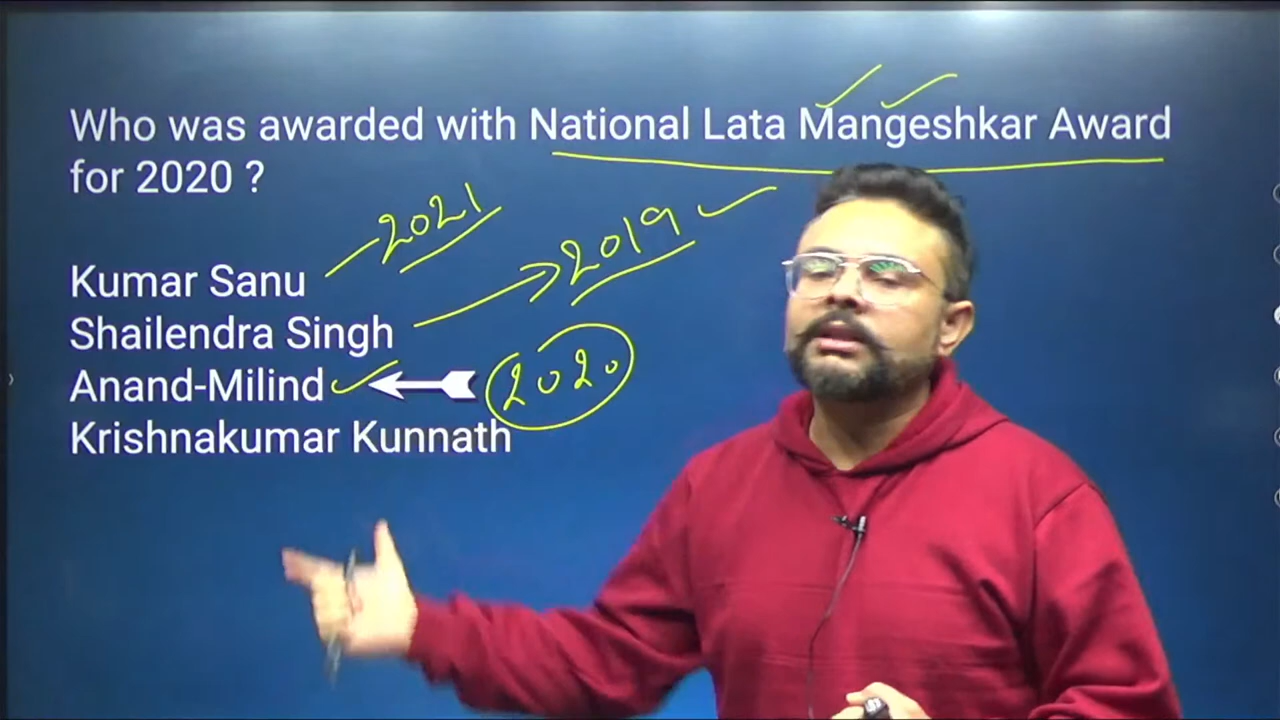 Who was awarded with National Lata Mangeshkar Award
for 2020 ?
2021
2019
Kumar Sanu
Shailendra Singh
Anand-Milind
2020
Krishnakumar Kunnath